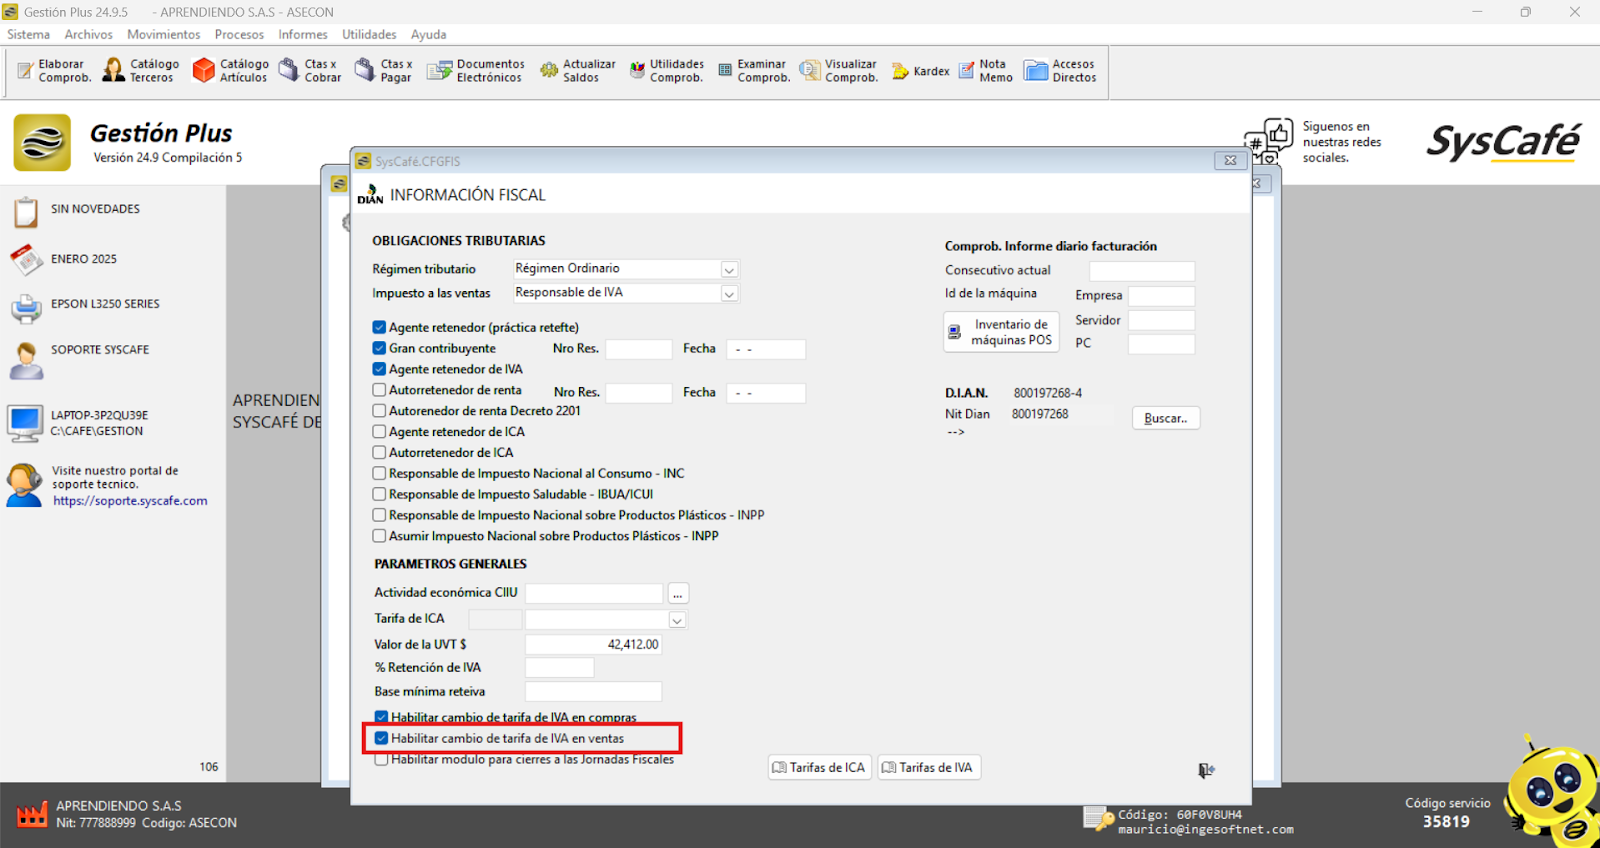 Gestión Plus 24.9.5 - APRENDIENDO S.A.S - ASECON
Sistema Archivos Movimientos Procesos Informes Utilidades Ayuda
Elaborar Comprob.
Catálogo Terceros
Catálogo Artículos
Ctas x Cobrar
Ctas x Pagar
Documentos Electrónicos
Actualizar Saldos
Utilidades Comprob.
Examinar Comprob.
Visualizar Comprob.
Kardex
Nota Memo
Accesos Directos
Gestión Plus
Versión 24.9 Compilación 5
Siguenos en
nuestras redes
sociales.
SysCafé
SIN NOVEDADES
ENERO 2025
EPSON L3250 SERIES
SOPORTE SYSCAFE
LAPTOP-3P2QU39E
C:\CAFE\GESTION
Visite nuestro portal de
soporte tecnico.
https://soporte.syscafe.com
106
APRENDIEN
SYSCAFÉ DE
SysCafé.CFGFIS
DIAN INFORMACIÓN FISCAL
OBLIGACIONES TRIBUTARIAS
Régimen tributario Régimen Ordinario
Impuesto a las ventas Responsable de IVA
Agente retenedor (práctica retefte)
Gran contribuyente Nro Res. Fecha - -
Agente retenedor de IVA
Autorretenedor de renta Nro Res. Fecha - -
Autorenedor de renta Decreto 2201
Agente retenedor de ICA
Autorretenedor de ICA
Responsable de Impuesto Nacional al Consumo - INC
Responsable de Impuesto Saludable - IBUA/ICUI
Responsable de Impuesto Nacional sobre Productos Plásticos - INPP
Asumir Impuesto Nacional sobre Productos Plásticos - INPP
PARAMETROS GENERALES
Actividad económica CIIU ...
Tarifa de ICA
Valor de la UVT $ 42,412.00
% Retención de IVA
Base mínima reteiva
Habilitar cambio de tarifa de IVA en compras
Habilitar cambio de tarifa de IVA en ventas
Habilitar modulo para cierres a las Jornadas Fiscales
Comprob. Informe diario facturación
Consecutivo actual
Id de la máquina Empresa
Servidor
PC
Inventario de
máquinas POS
D.I.A.N. 800197268-4
Nit Dian 800197268
-->
Buscar..
Tarifas de ICA
Tarifas de IVA
APRENDIENDO S.A.S
Nit: 777888999 Codigo: ASECON
Código: 60F0V8UH4
mauricio@ingesoftnet.com
Código servicio
35819